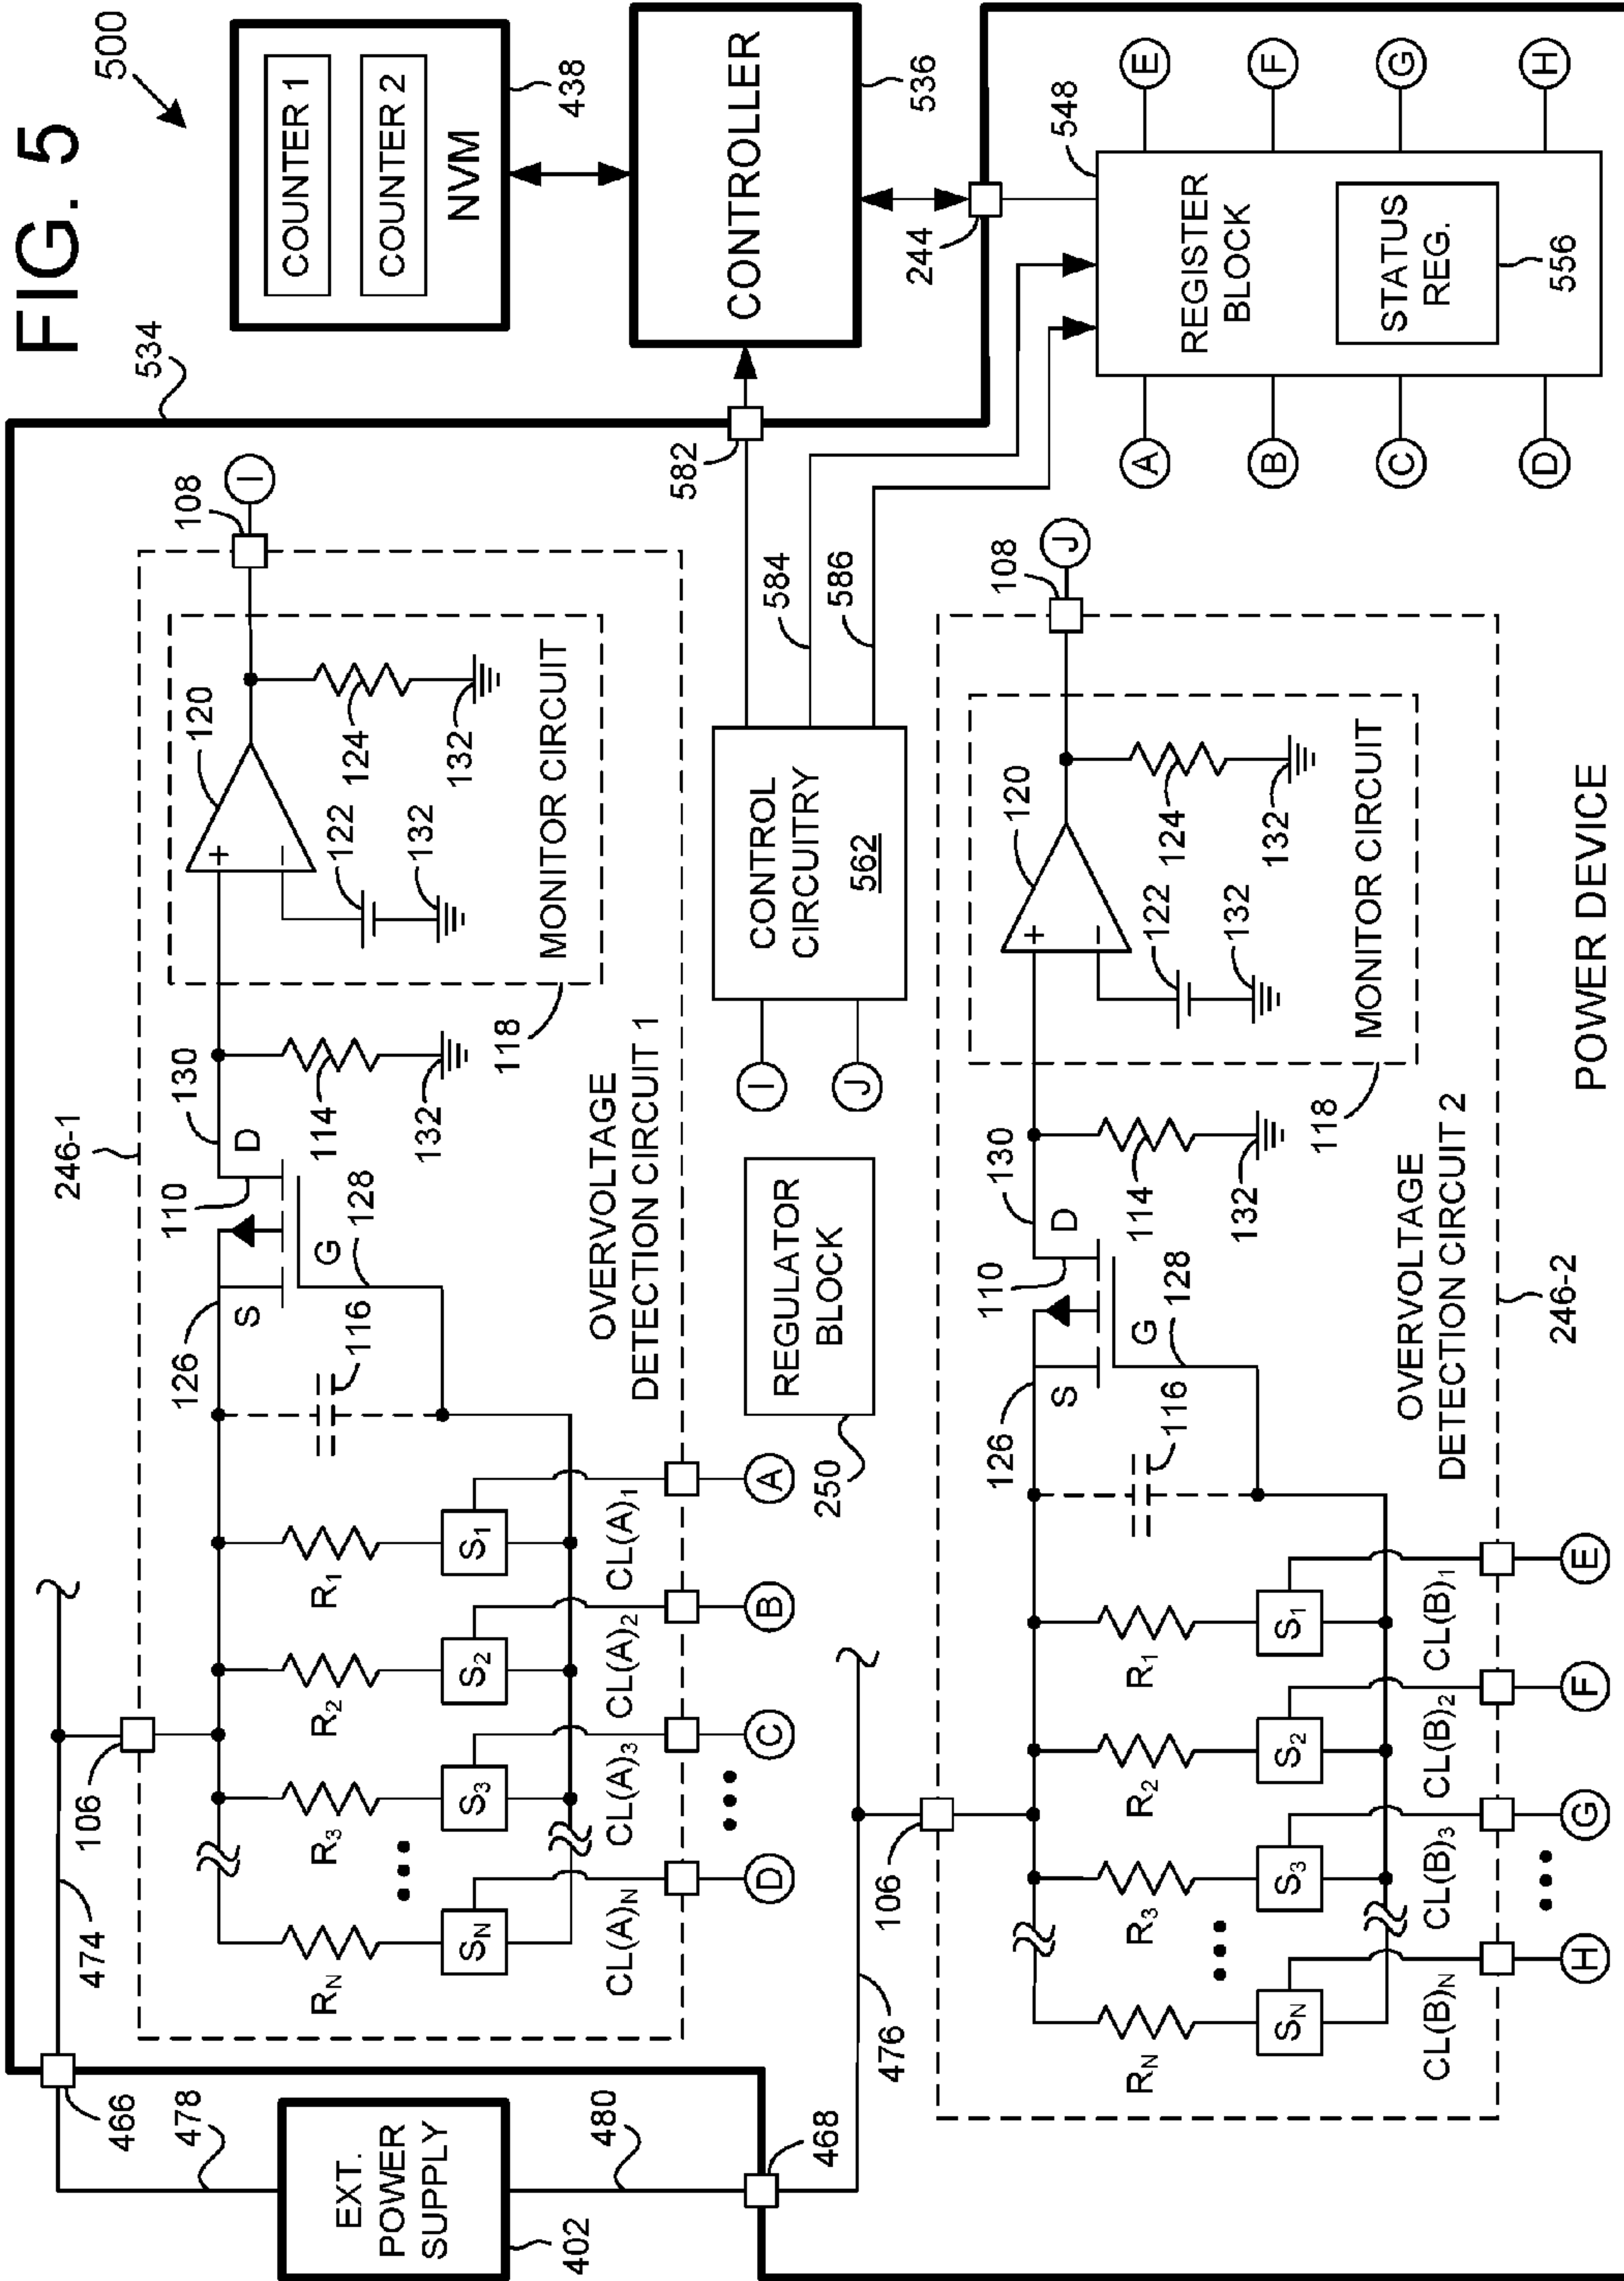 FIG. 5
500
534
COUNTER 1
COUNTER 2
NVM
438
CONTROLLER
536
EXT.
POWER
SUPPLY
402
478
480
466
468
474
476
582
244
246-1
106
126
S
G
D
110
128
116
130
114
132
120
+
−
122
132
124
132
MONITOR CIRCUIT
118
108
I
R1
R2
R3
RN
S1
S2
S3
SN
CL(A)1
CL(A)2
CL(A)3
CL(A)N
OVERVOLTAGE
DETECTION CIRCUIT 1
D
C
B
A
REGULATOR
BLOCK
250
I
J
CONTROL
CIRCUITRY
562
584
586
548
REGISTER
BLOCK
STATUS
REG.
556
A
B
C
D
E
F
G
H
106
126
S
G
D
110
128
116
130
114
132
120
+
−
122
132
124
132
MONITOR CIRCUIT
118
108
J
R1
R2
R3
RN
S1
S2
S3
SN
CL(B)1
CL(B)2
CL(B)3
CL(B)N
OVERVOLTAGE
DETECTION CIRCUIT 2
246-2
H
G
F
E
POWER DEVICE